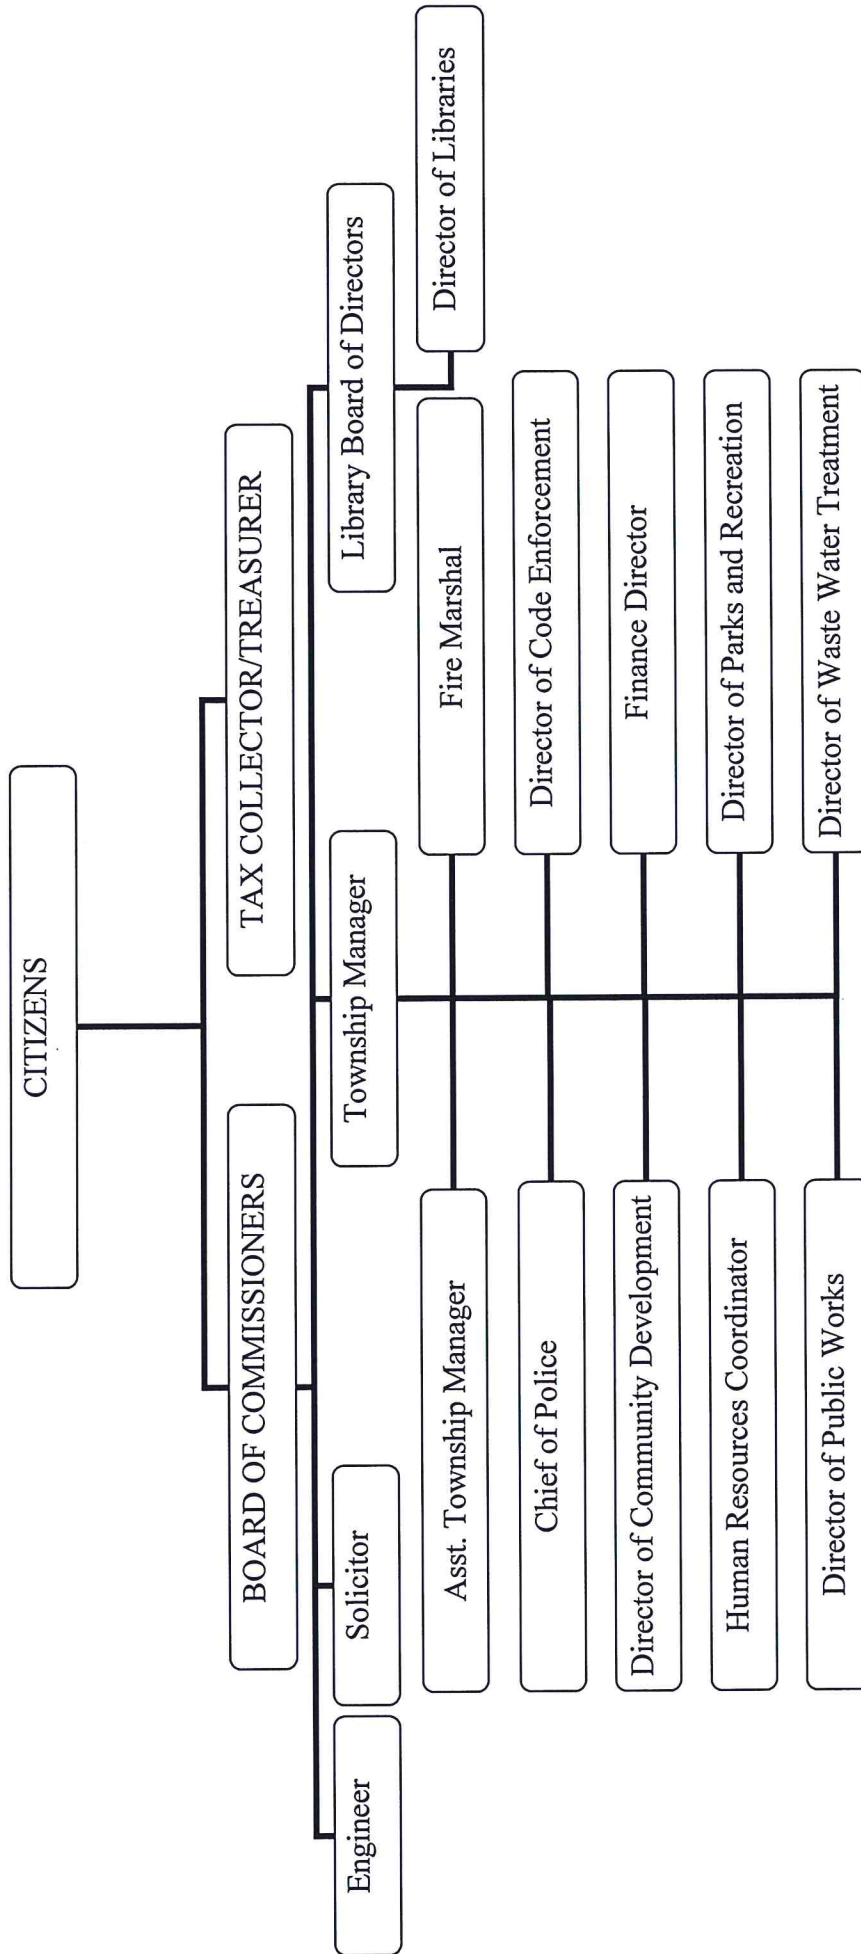 CITIZENS
BOARD OF COMMISSIONERS
TAX COLLECTOR/TREASURER
Engineer
Solicitor
Township Manager
Library Board of Directors
Asst. Township Manager
Fire Marshal
Director of Libraries
Chief of Police
Director of Code Enforcement
Director of Community Development
Finance Director
Human Resources Coordinator
Director of Parks and Recreation
Director of Public Works
Director of Waste Water Treatment